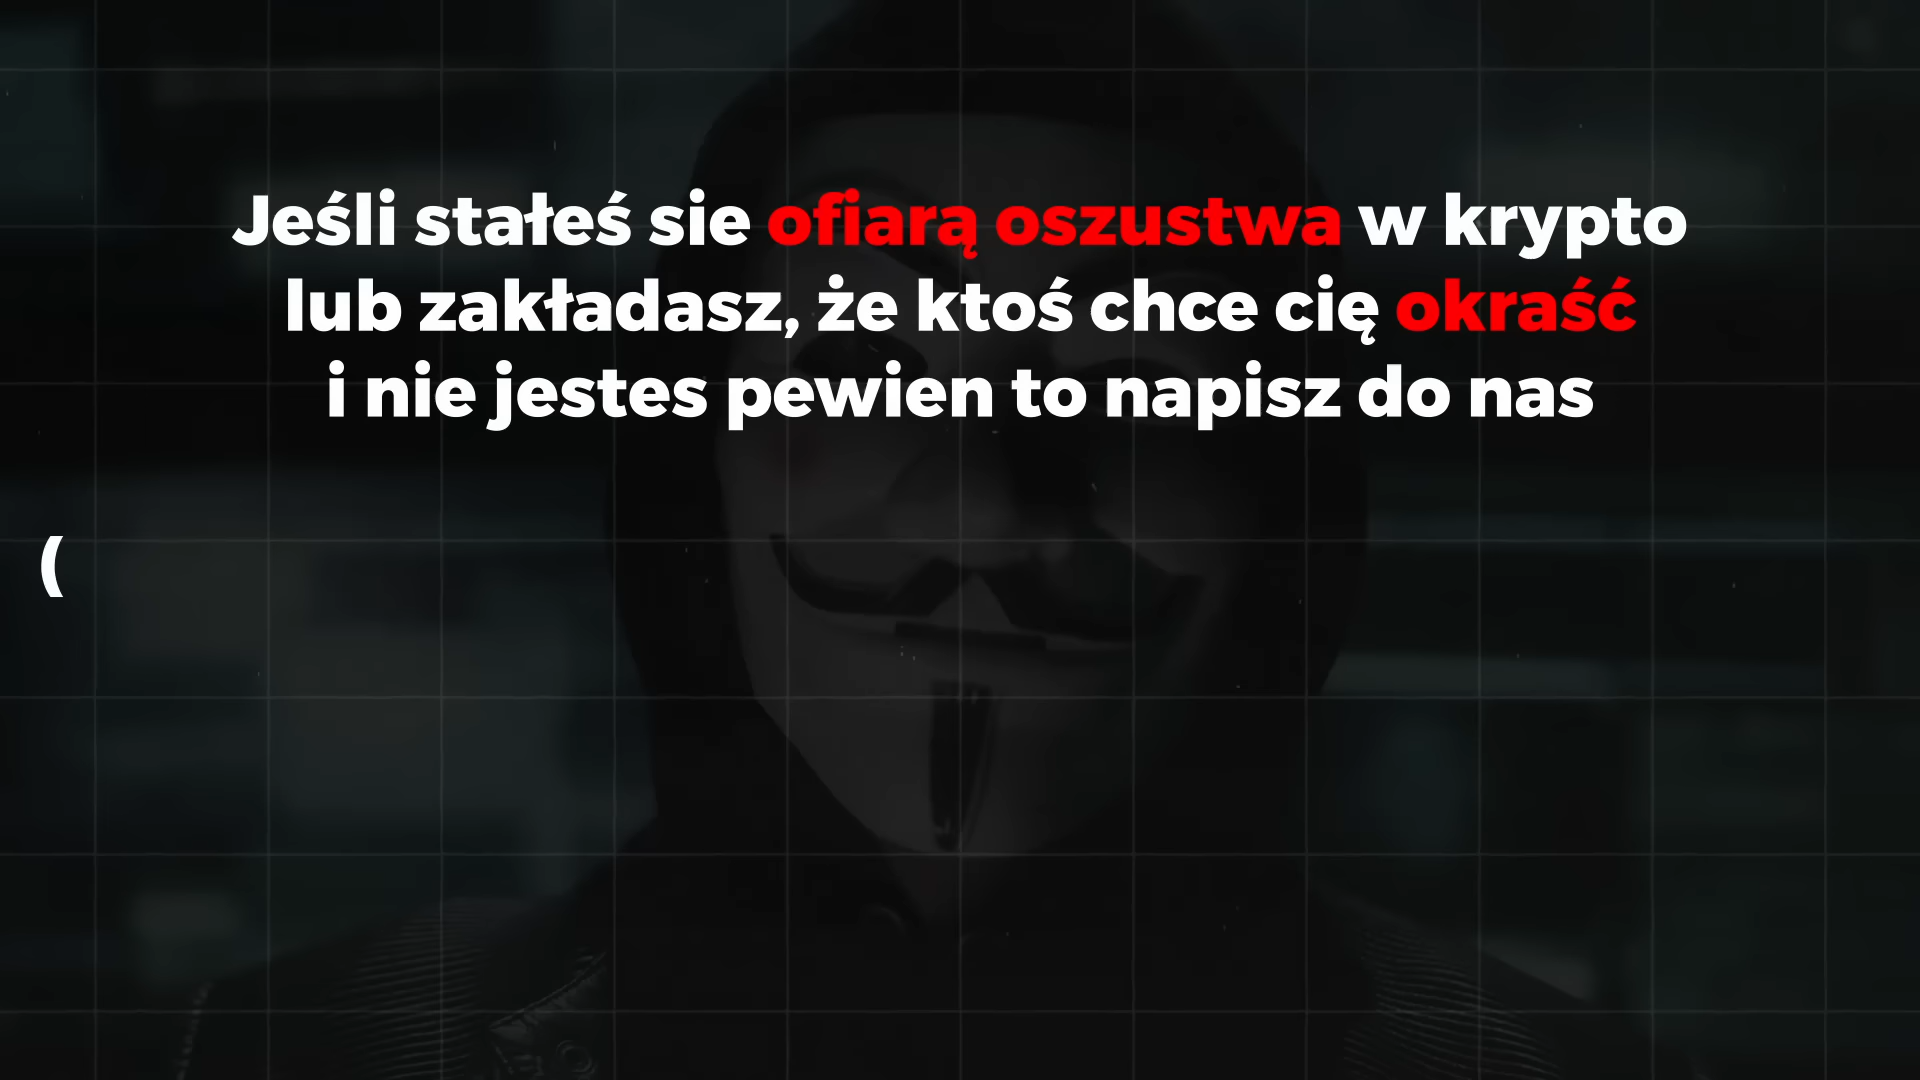 Jeśli stałeś sie ofiarą oszustwa w krypto
lub zakładasz, że ktoś chce cię okraść
i nie jestes pewien to napisz do nas
(